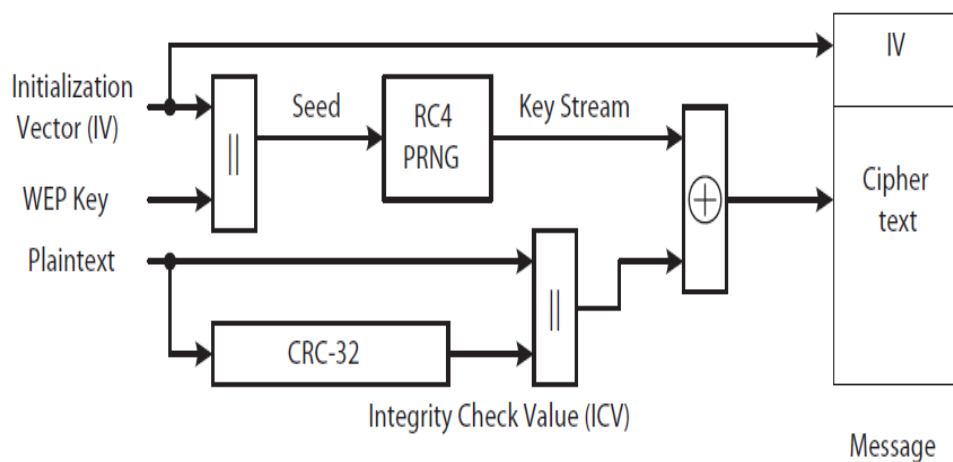 IV
Initialization
Vector (IV)
||
Seed
RC4
PRNG
Key Stream
WEP Key
Cipher
text
Plaintext
||
CRC-32
Integrity Check Value (ICV)
Message